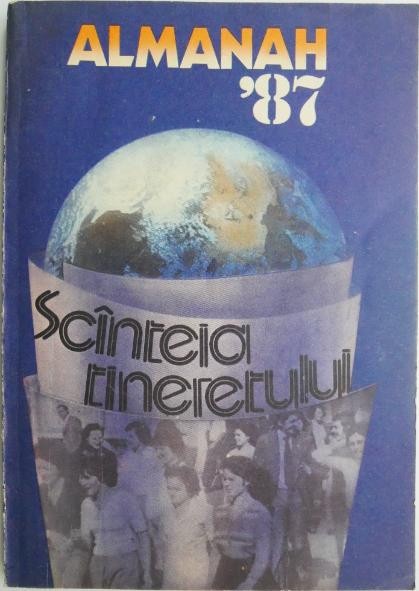 ALMANAH
'87
Scînteia
tineretului